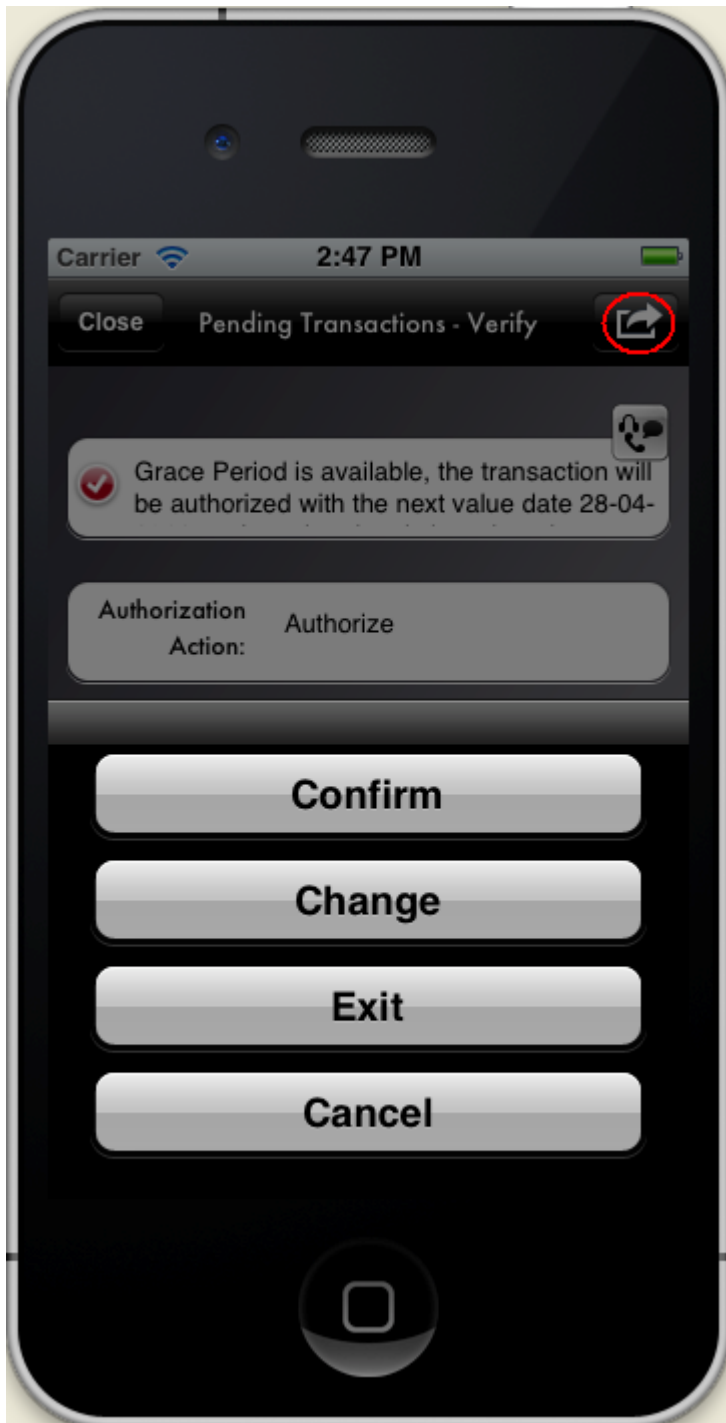 Carrier 2:47 PM
Close Pending Transactions - Verify
Grace Period is available, the transaction will
be authorized with the next value date 28-04-
Authorization
Action: Authorize
Confirm
Change
Exit
Cancel